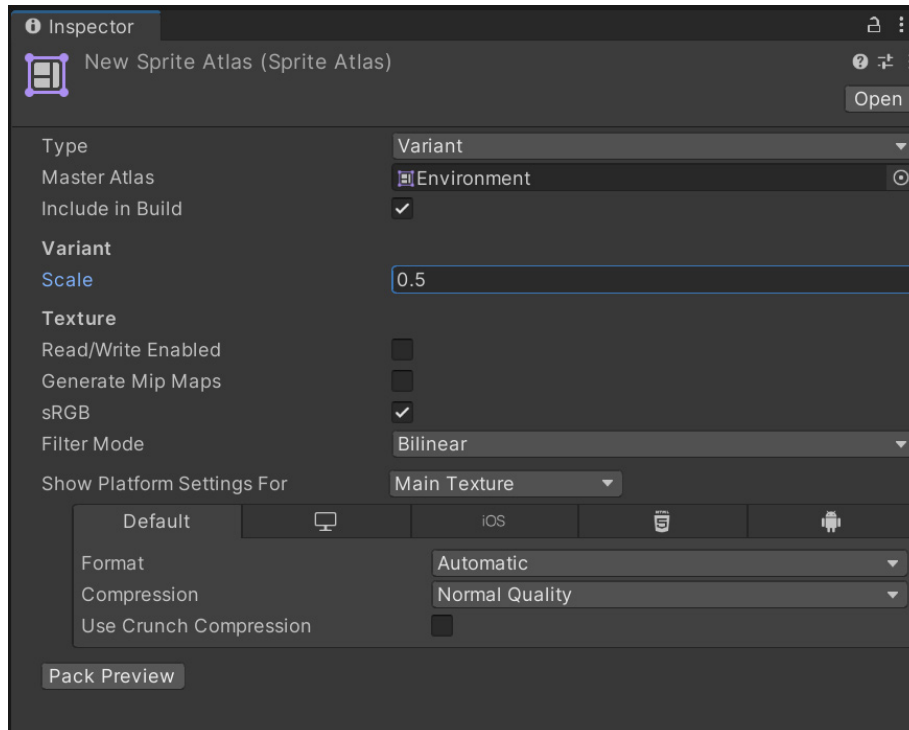 Inspector
New Sprite Atlas (Sprite Atlas)
Open
Type Variant
Master Atlas Environment
Include in Build
Variant
Scale 0.5
Texture
Read/Write Enabled
Generate Mip Maps
sRGB
Filter Mode Bilinear
Show Platform Settings For Main Texture
Default iOS HTML 5
Format Automatic
Compression Normal Quality
Use Crunch Compression
Pack Preview